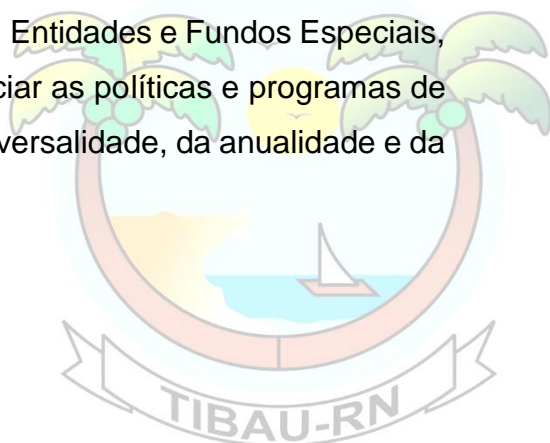 Entidades e Fundos Especiais,
ciar as políticas e programas de
versalidade, da anualidade e da
TIBAU-RN